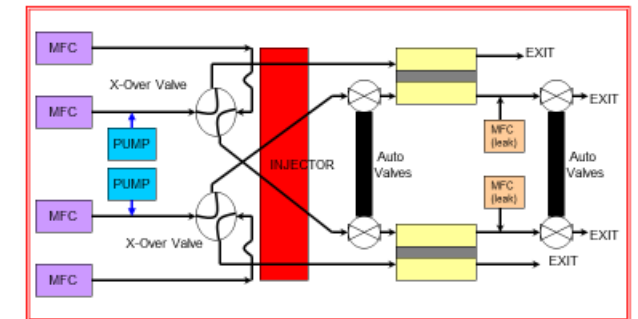 MFC
EXIT
X-Over Valve
MFC
EXIT
PUMP
MFC
(leak)
INJECTOR
Auto
Valves
Auto
Valves
PUMP
MFC
(leak)
MFC
X-Over Valve
EXIT
EXIT
MFC